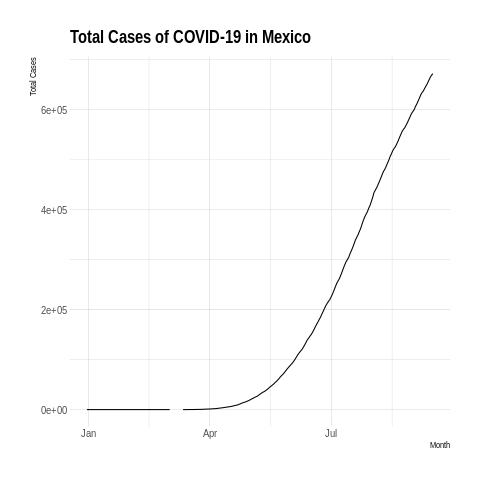 Total Cases of COVID-19 in Mexico
Total Cases
6e+05
4e+05
2e+05
0e+00
Jan Apr Jul
Month